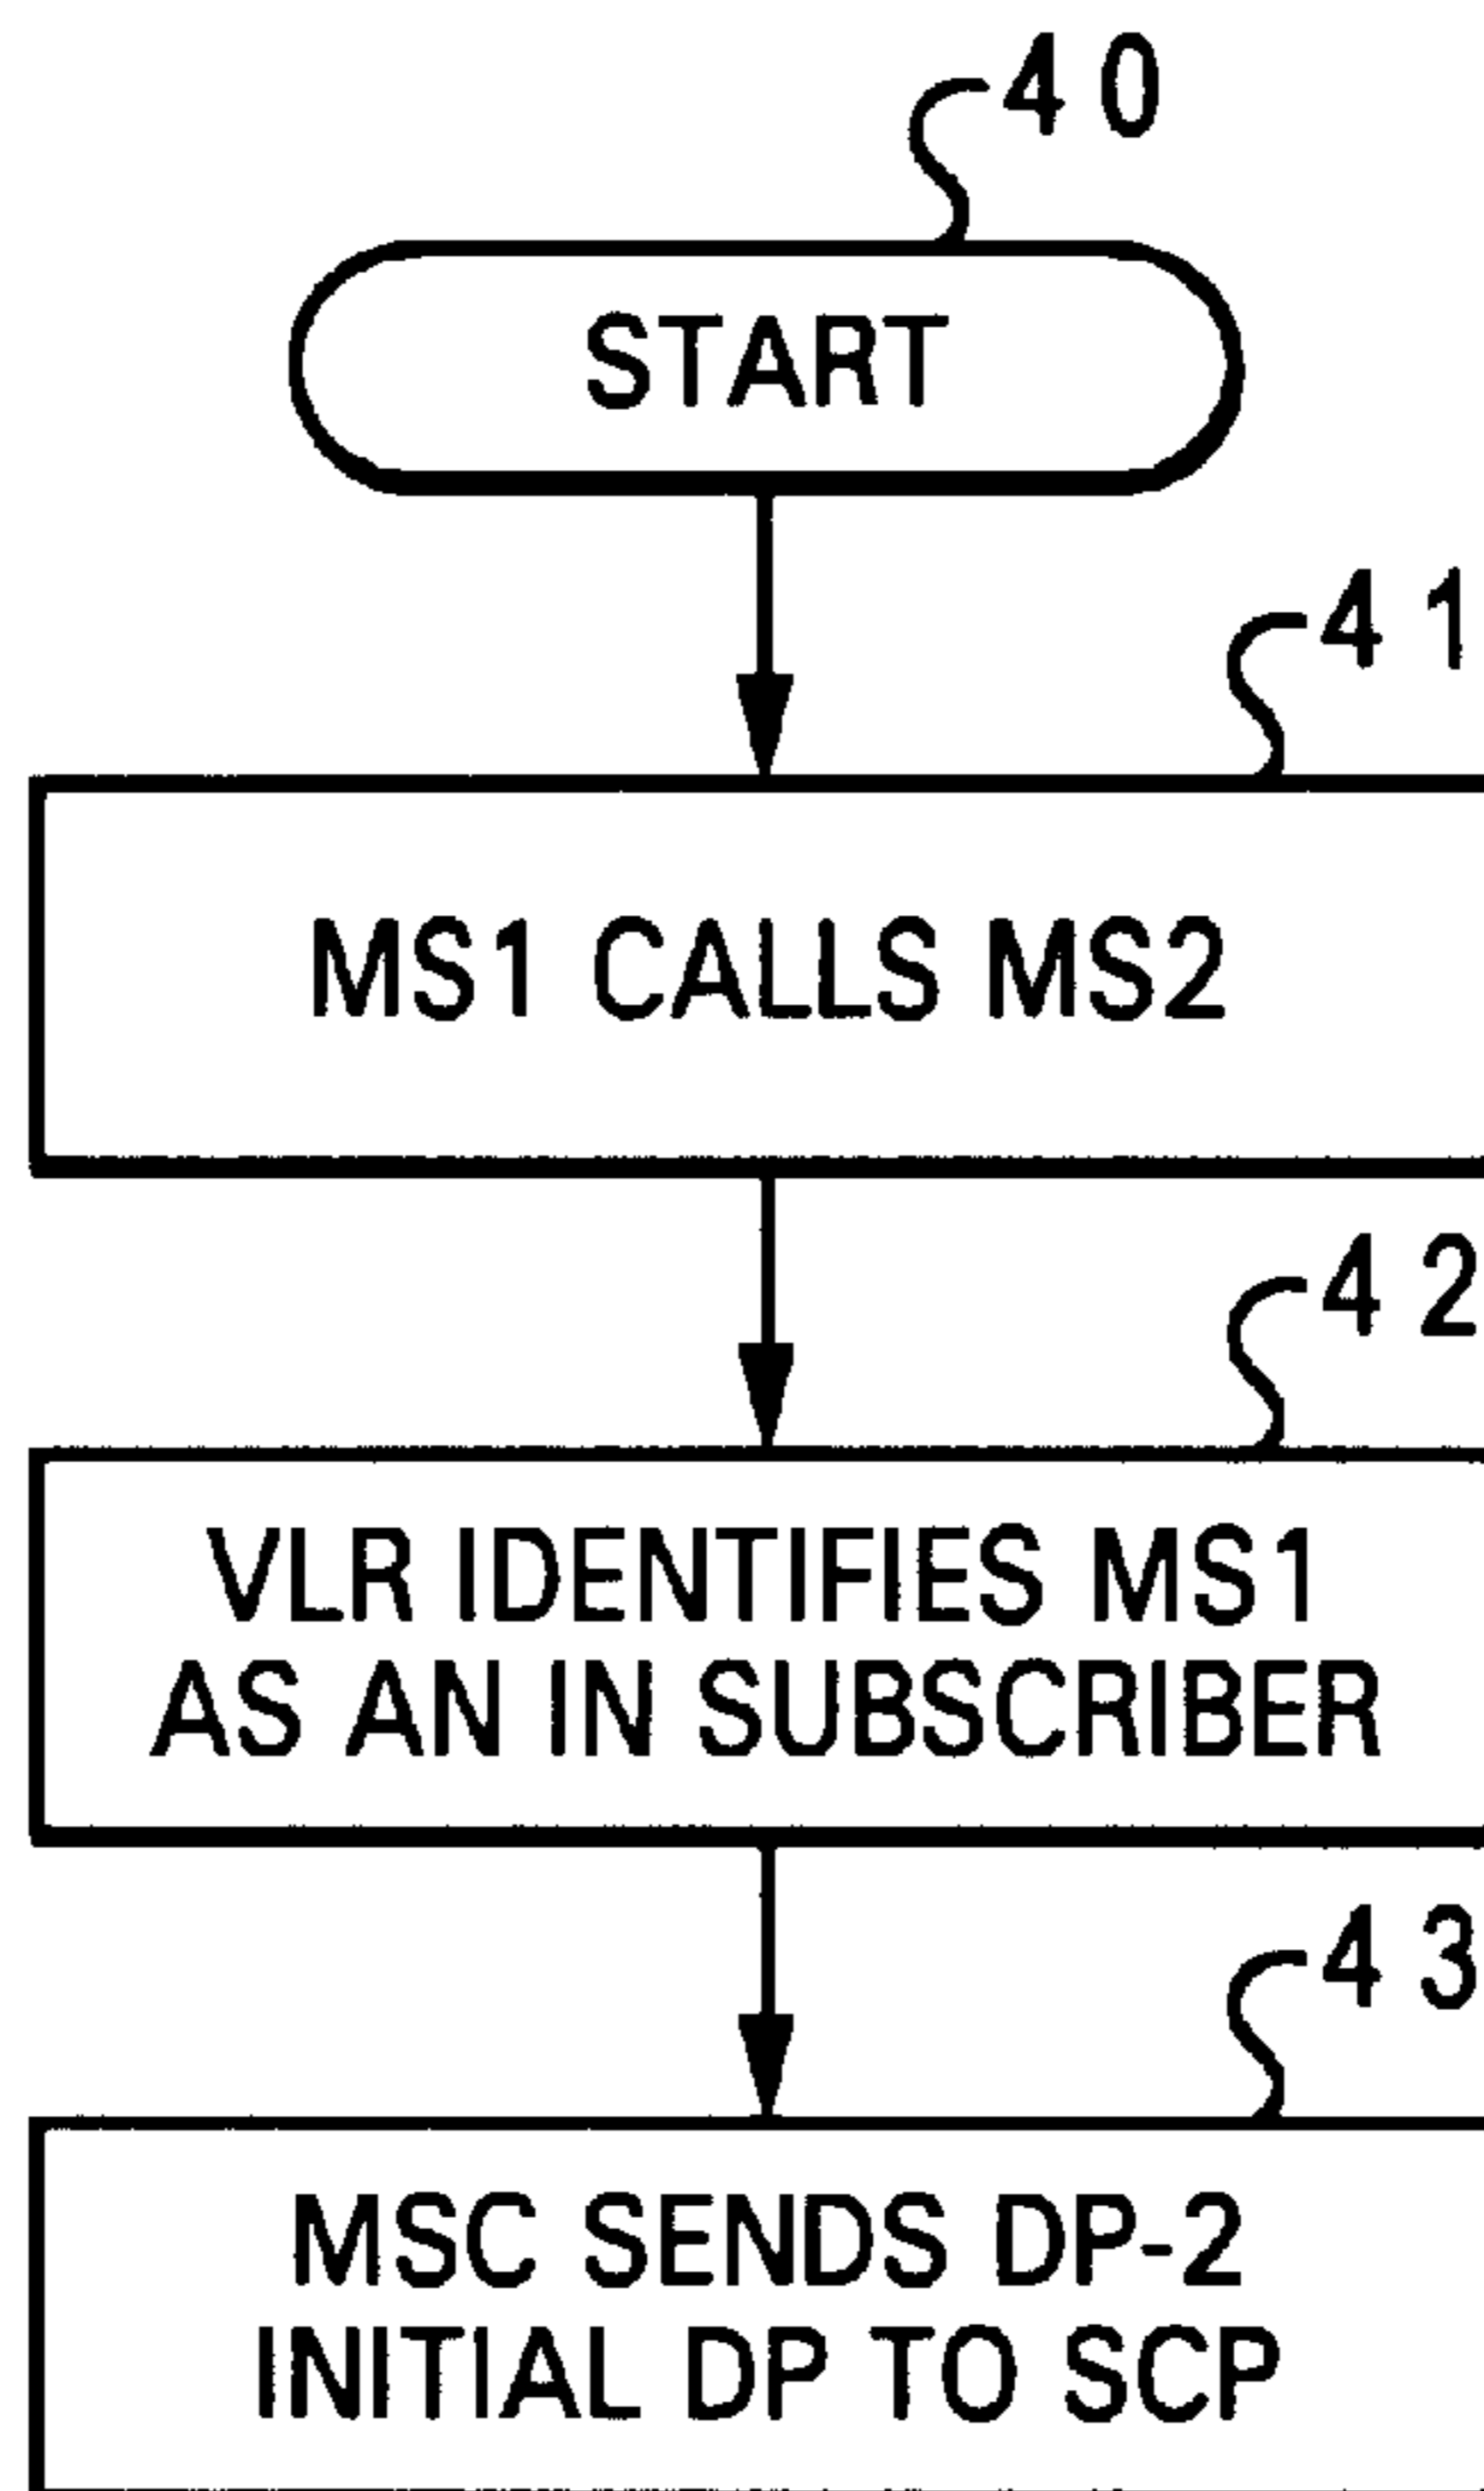 40
START
41
MS1 CALLS MS2
42
VLR IDENTIFIES MS1
AS AN IN SUBSCRIBER
43
MSC SENDS DP-2
INITIAL DP TO SCP